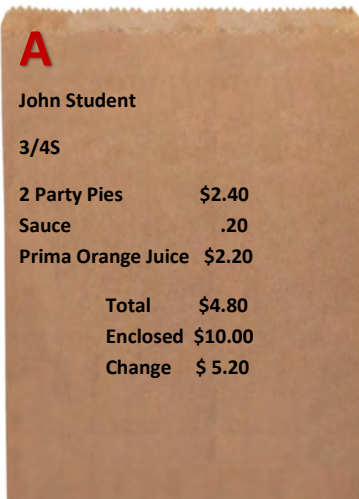 A
John Student
3/4S
2 Party Pies $2.40
Sauce .20
Prima Orange Juice $2.20
Total $4.80
Enclosed $10.00
Change $ 5.20